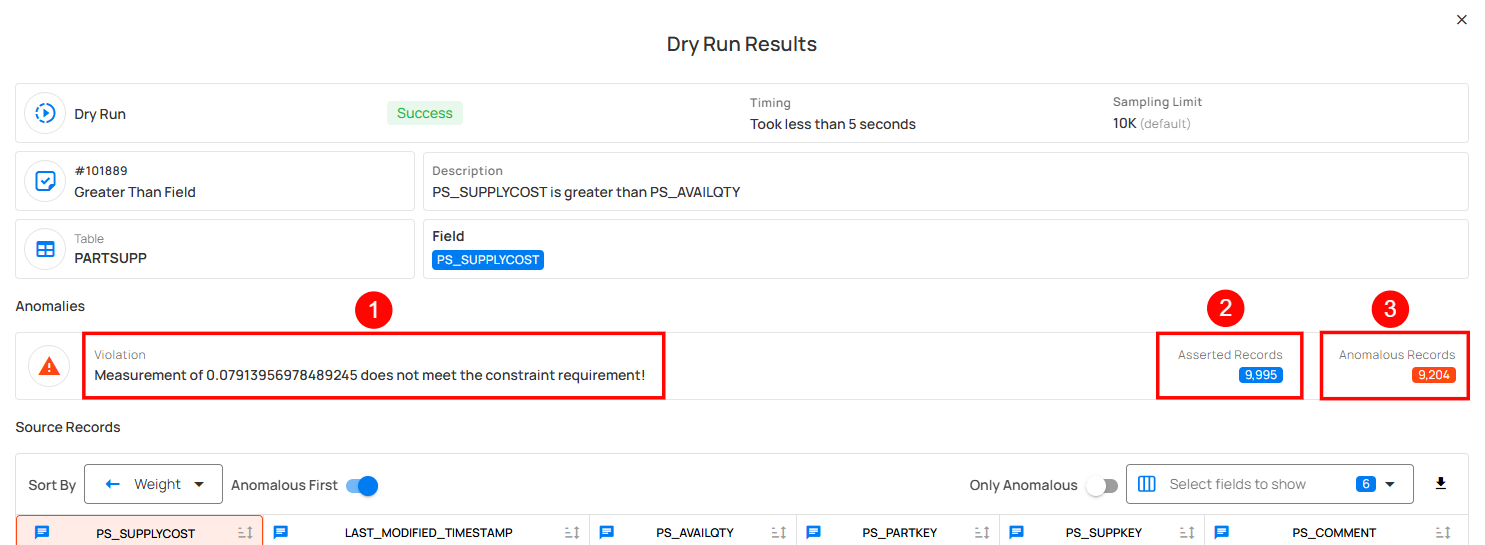 Dry Run Results
Dry Run
Success
Timing
Took less than 5 seconds
Sampling Limit
10K (default)
#101889
Greater Than Field
Description
PS_SUPPLYCOST is greater than PS_AVAILQTY
Table
PARTSUPP
Field
PS_SUPPLYCOST
Anomalies
1
2
3
Violation
Measurement of 0.07913956978489245 does not meet the constraint requirement!
Asserted Records
9,995
Anomalous Records
9,204
Source Records
Sort By
Weight
Anomalous First
Only Anomalous
Select fields to show
6
PS_SUPPLYCOST
LAST_MODIFIED_TIMESTAMP
PS_AVAILQTY
PS_PARTKEY
PS_SUPPKEY
PS_COMMENT